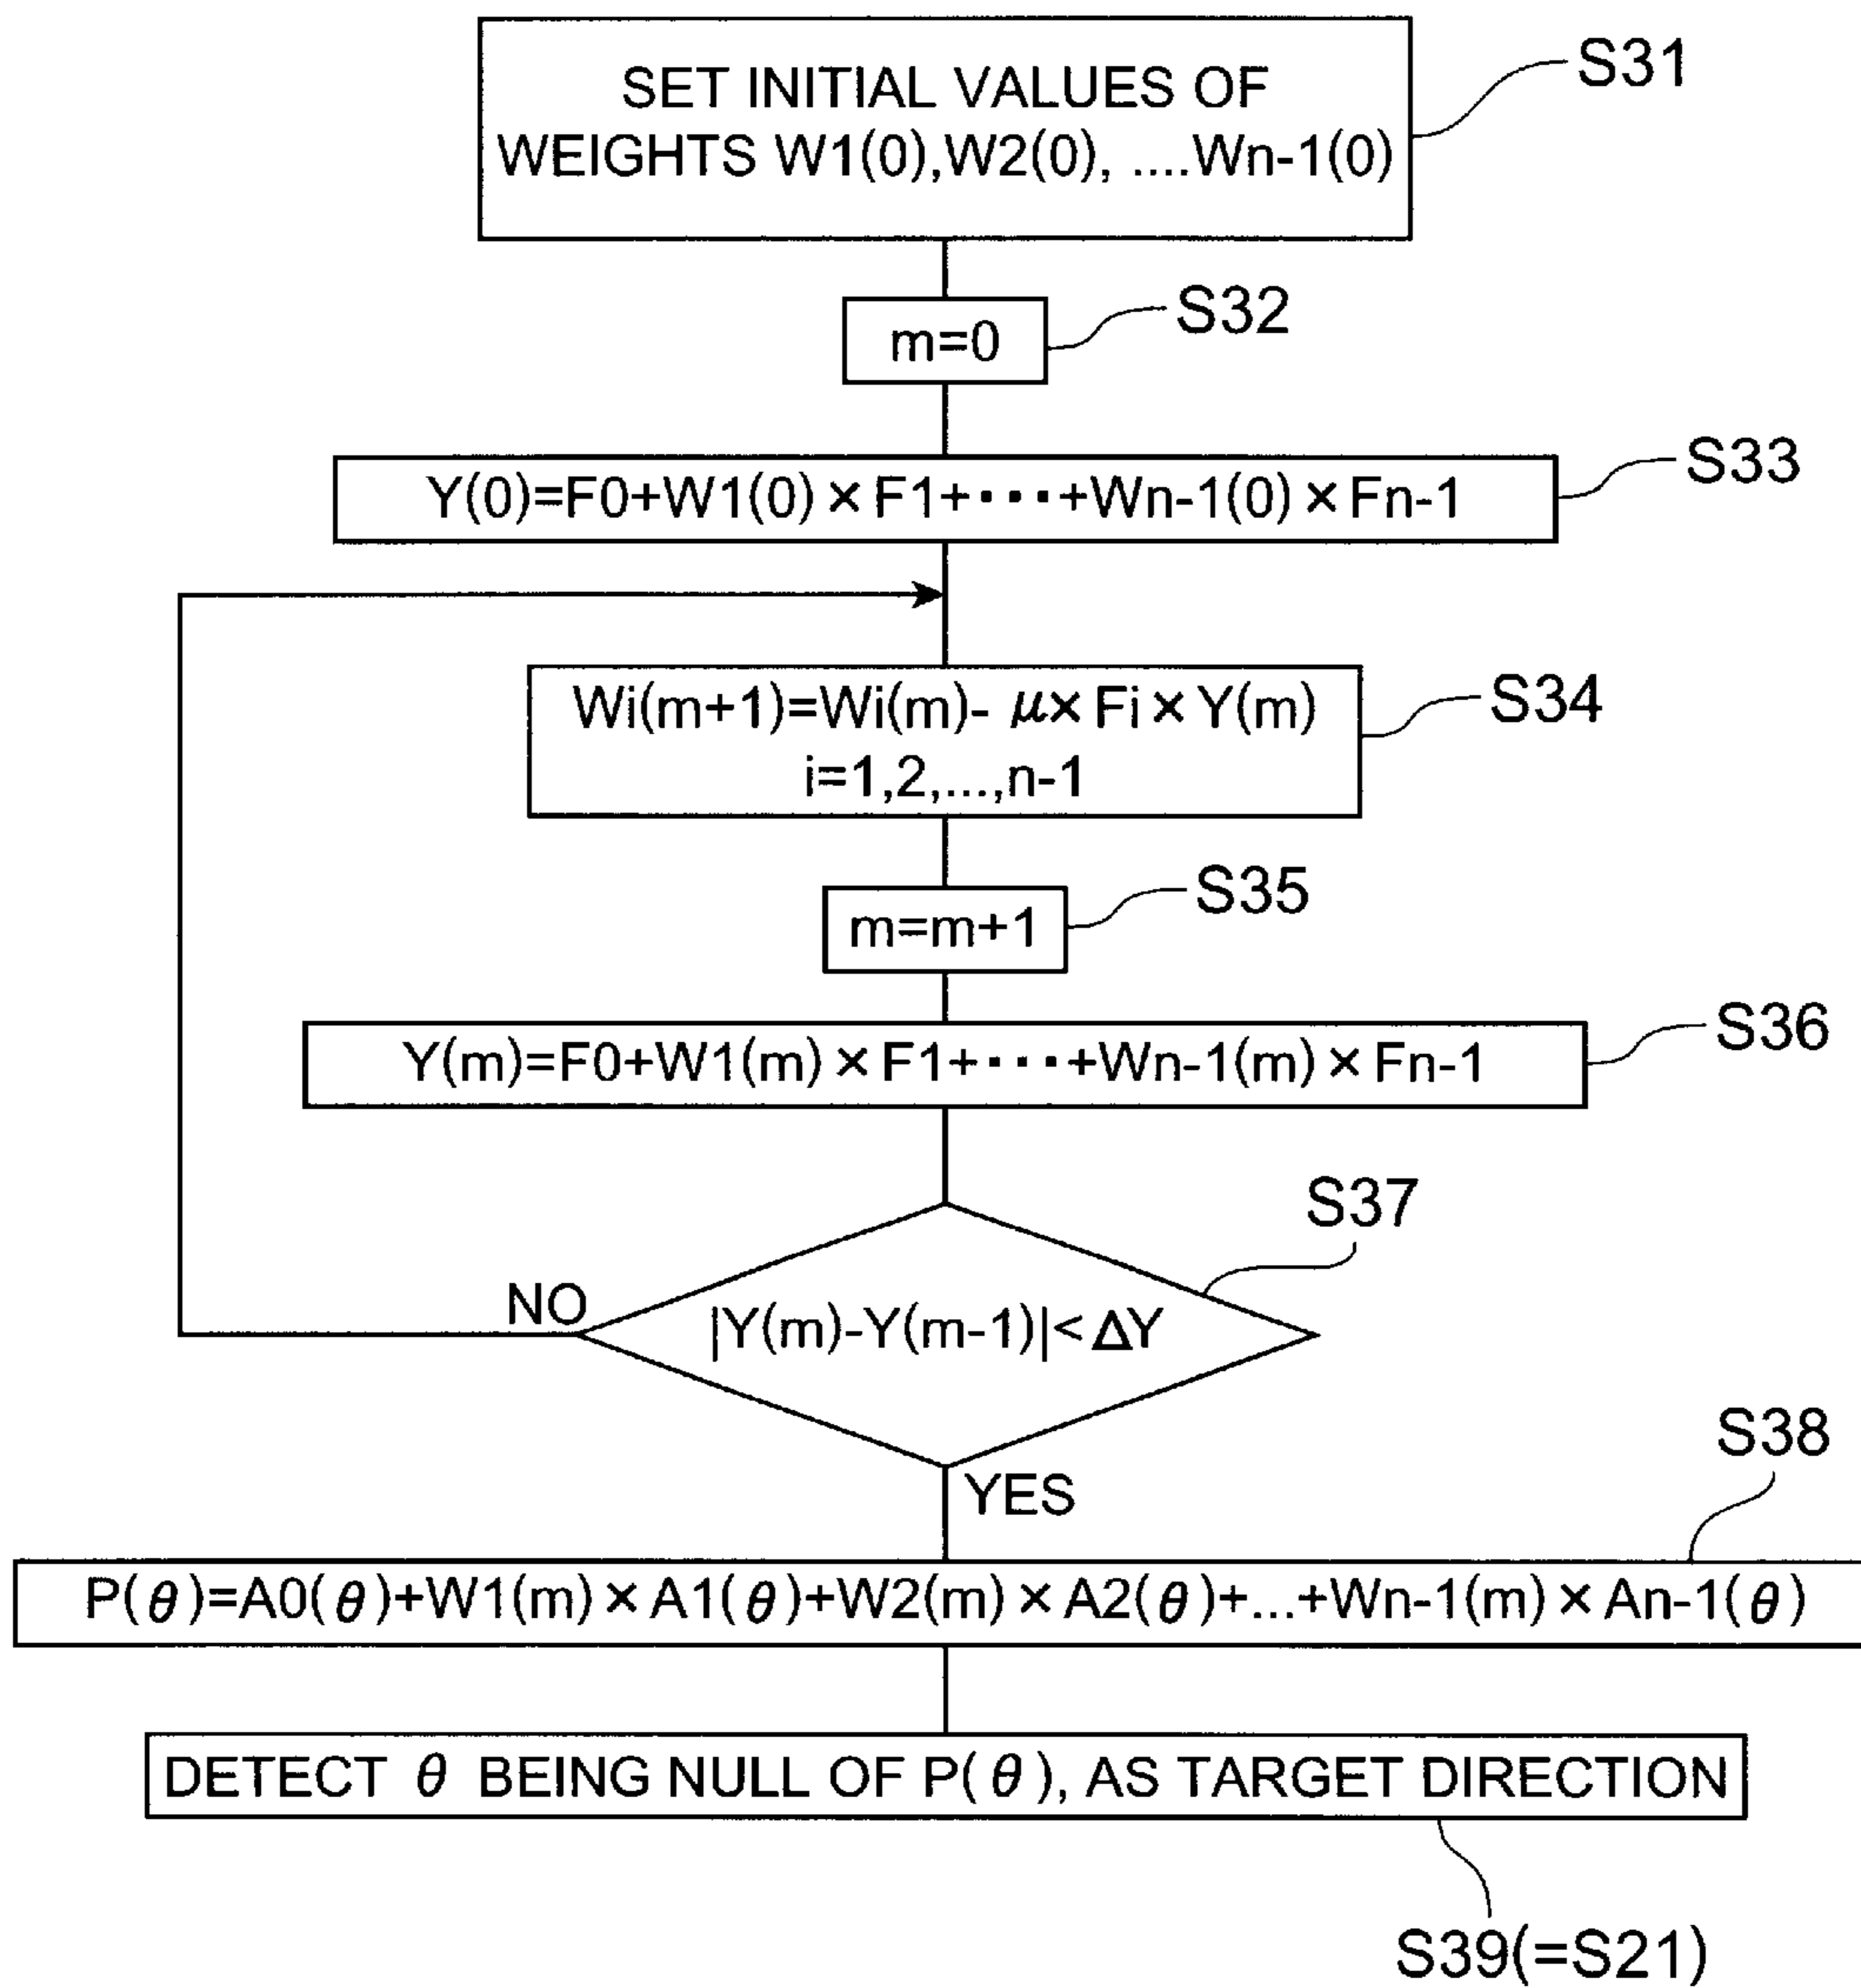 SET INITIAL VALUES OF
WEIGHTS W1(0),W2(0), ....Wn-1(0)
S31
m=0
S32
Y(0)=F0+W1(0)×F1+･･･+Wn-1(0)×Fn-1
S33
Wi(m+1)=Wi(m)- μ×Fi×Y(m)
i=1,2,...,n-1
S34
m=m+1
S35
Y(m)=F0+W1(m)×F1+･･･+Wn-1(m)×Fn-1
S36
S37
NO
|Y(m)-Y(m-1)|<ΔY
YES
S38
P(θ)=A0(θ)+W1(m)×A1(θ)+W2(m)×A2(θ)+...+Wn-1(m)×An-1(θ)
DETECT θ BEING NULL OF P(θ), AS TARGET DIRECTION
S39(=S21)